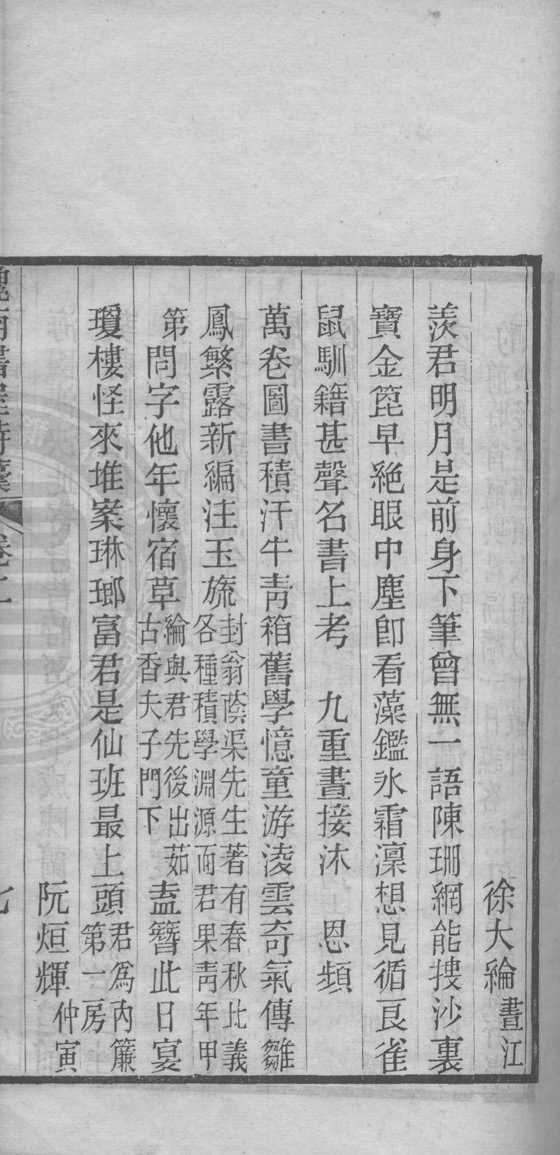 徐大綸晝江
羨君明月是前身下筆曾無一語陳珊網能搜沙裏
寶金箆早絕眼中塵卽看藻鑑氷霜凜想見循良雀
鼠馴籍甚聲名書上考 九重晝接沐 恩頻
萬卷圖書積汗牛靑箱舊學憶童游淩雲奇氣傳雛
鳳繁露新編注玉旒封翁蔭渠先生著有春秋比義各種積學淵源而君果靑年甲
第問字他年懷宿草綸與君先後出茹古香夫子門下盍簪此日宴
瓊樓怪來堆案琳瑯富君是仙班最上頭君爲內簾第一房
阮烜輝仲寅